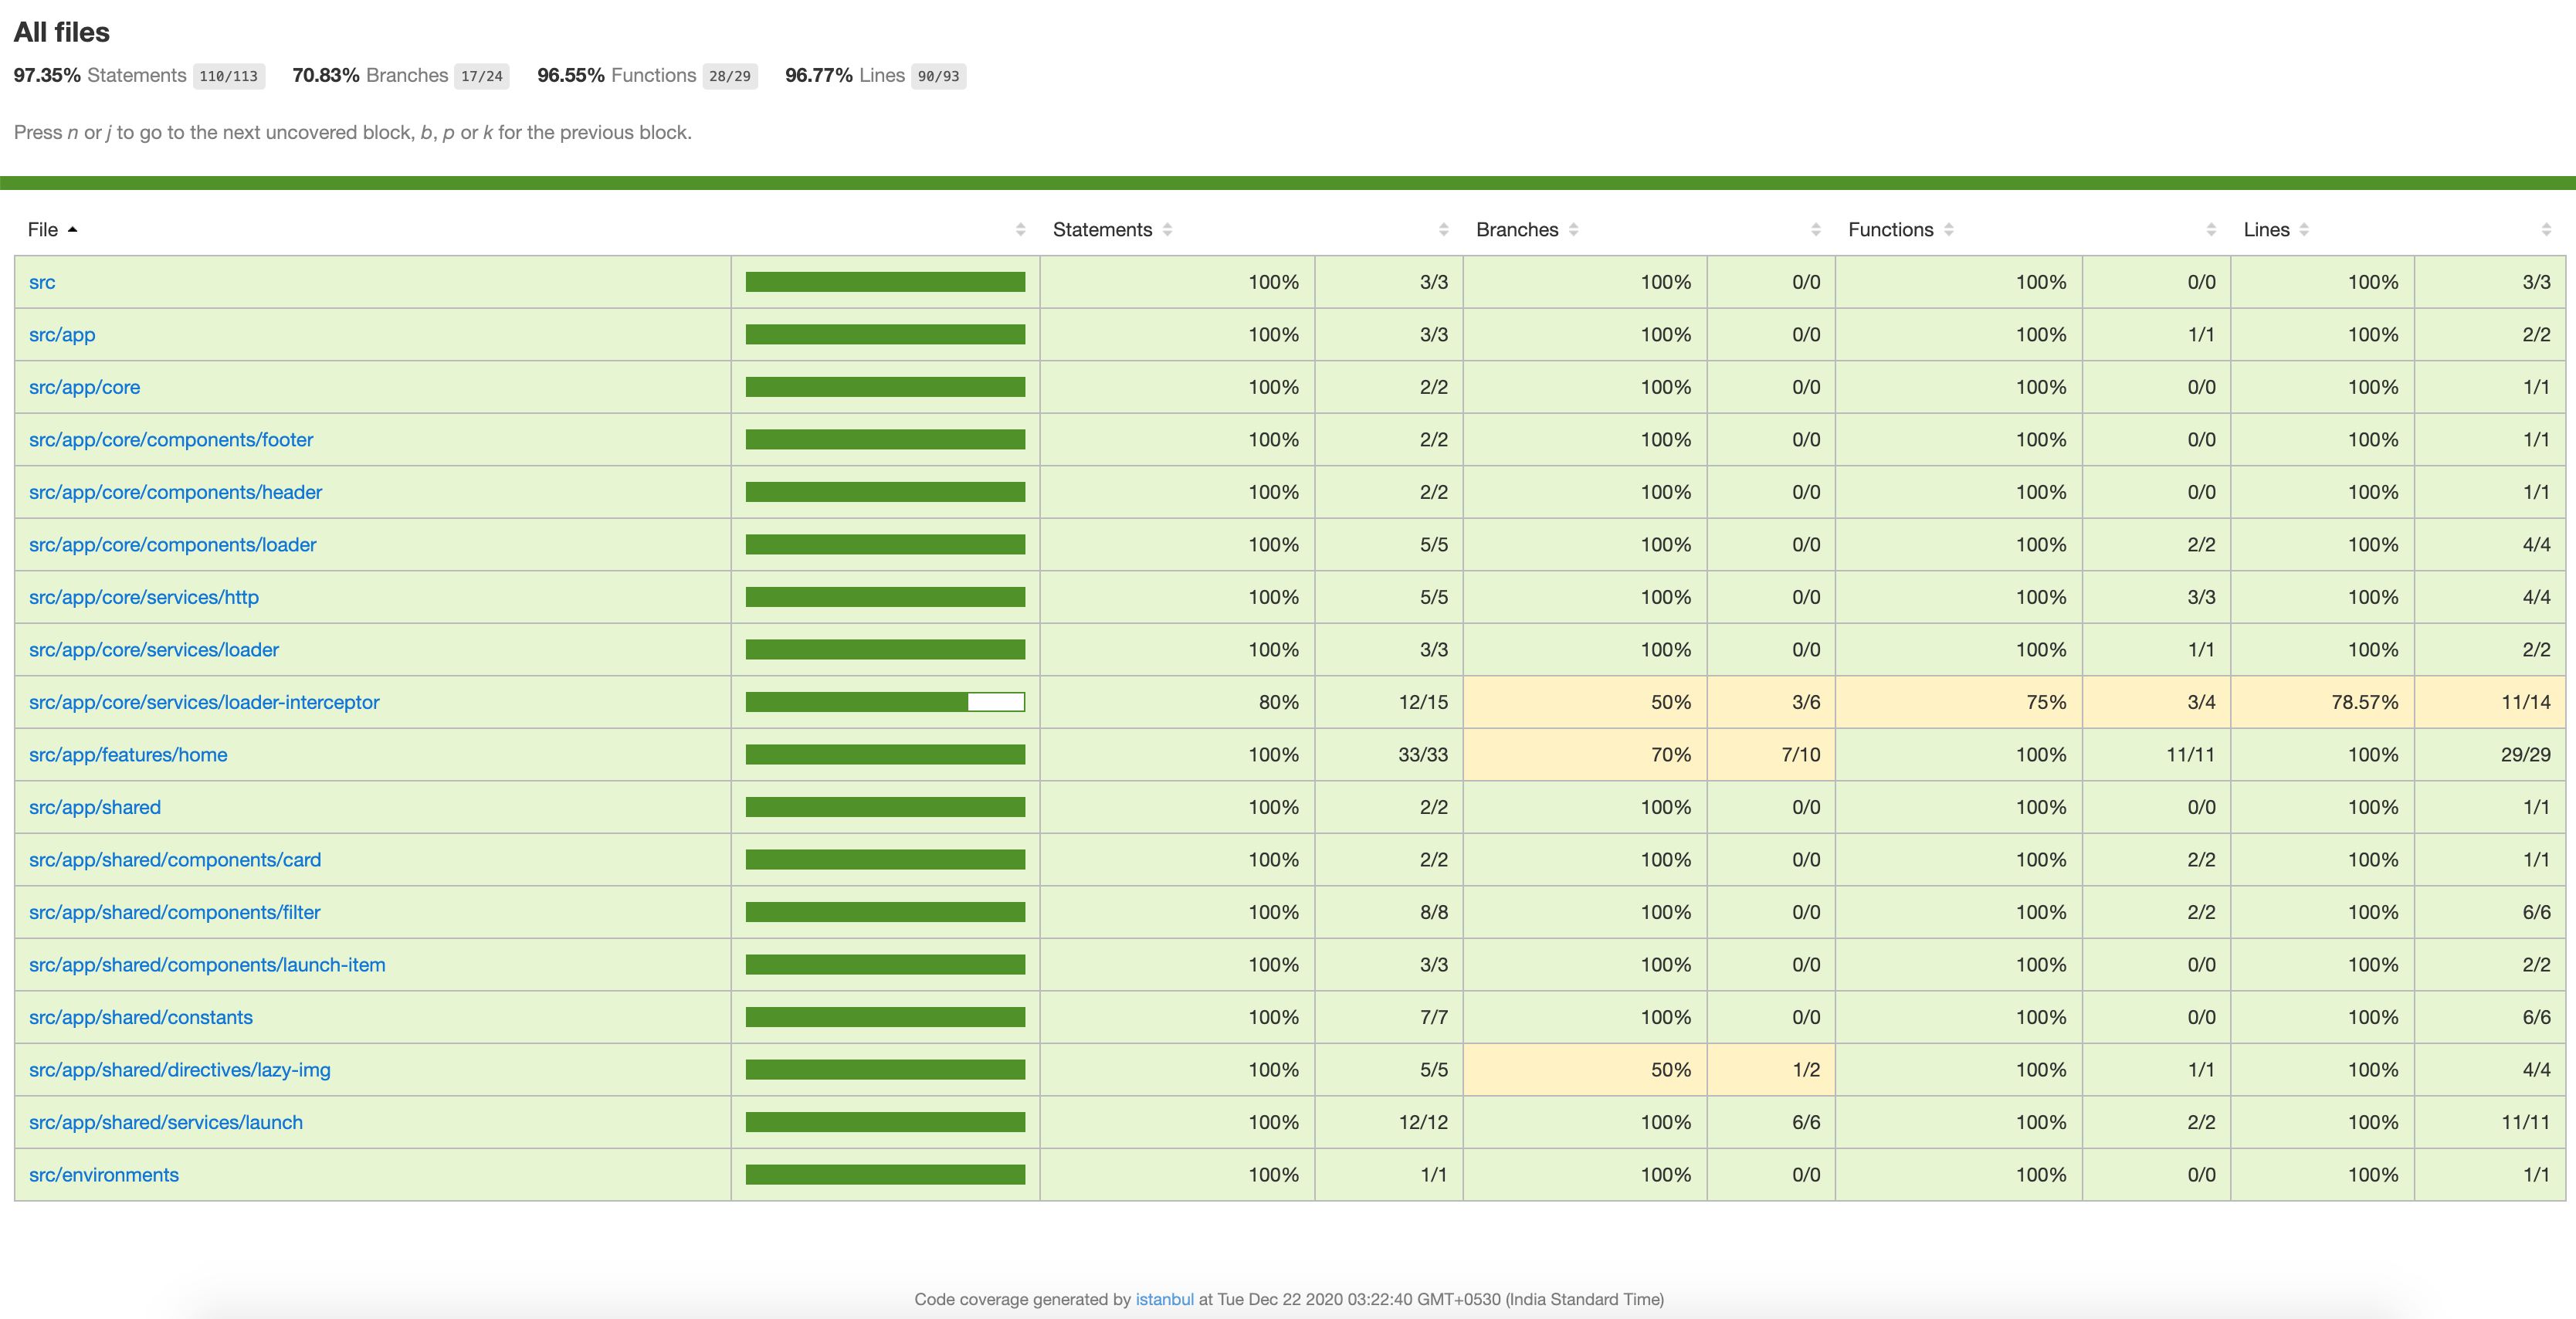 All files
97.35% Statements 110/113 70.83% Branches 17/24 96.55% Functions 28/29 96.77% Lines 90/93
Press n or j to go to the next uncovered block, b, p or k for the previous block.
File Statements Branches Functions Lines
src 100% 3/3 100% 0/0 100% 0/0 100% 3/3
src/app 100% 3/3 100% 0/0 100% 1/1 100% 2/2
src/app/core 100% 2/2 100% 0/0 100% 0/0 100% 1/1
src/app/core/components/footer 100% 2/2 100% 0/0 100% 0/0 100% 1/1
src/app/core/components/header 100% 2/2 100% 0/0 100% 0/0 100% 1/1
src/app/core/components/loader 100% 5/5 100% 0/0 100% 2/2 100% 4/4
src/app/core/services/http 100% 5/5 100% 0/0 100% 3/3 100% 4/4
src/app/core/services/loader 100% 3/3 100% 0/0 100% 1/1 100% 2/2
src/app/core/services/loader-interceptor 80% 12/15 50% 3/6 75% 3/4 78.57% 11/14
src/app/features/home 100% 33/33 70% 7/10 100% 11/11 100% 29/29
src/app/shared 100% 2/2 100% 0/0 100% 0/0 100% 1/1
src/app/shared/components/card 100% 2/2 100% 0/0 100% 2/2 100% 1/1
src/app/shared/components/filter 100% 8/8 100% 0/0 100% 2/2 100% 6/6
src/app/shared/components/launch-item 100% 3/3 100% 0/0 100% 0/0 100% 2/2
src/app/shared/constants 100% 7/7 100% 0/0 100% 0/0 100% 6/6
src/app/shared/directives/lazy-img 100% 5/5 50% 1/2 100% 1/1 100% 4/4
src/app/shared/services/launch 100% 12/12 100% 6/6 100% 2/2 100% 11/11
src/environments 100% 1/1 100% 0/0 100% 0/0 100% 1/1
Code coverage generated by istanbul at Tue Dec 22 2020 03:22:40 GMT+0530 (India Standard Time)